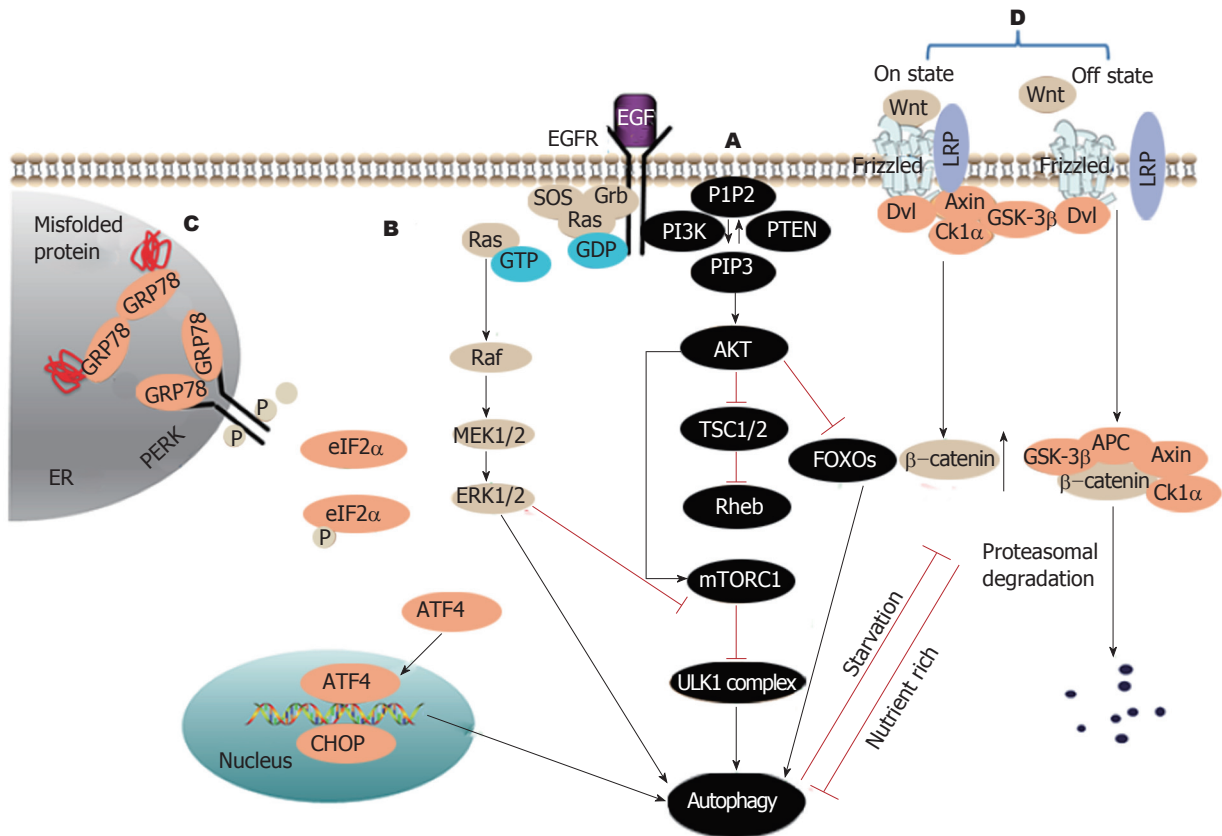 D
On state
Off state
Wnt
Wnt
EGF
EGFR
A
LRP
LRP
Frizzled
Frizzled
Misfolded
protein
C
B
SOS
Grb
Ras
GDP
Ras
GTP
P1P2
PI3K
PTEN
PIP3
Dvl
Axin
Ck1α
GSK-3β
Dvl
GRP78
GRP78
GRP78
GRP78
P
P
PERK
ER
Raf
MEK1/2
ERK1/2
AKT
TSC1/2
Rheb
FOXOs
mTORC1
ULK1 complex
Autophagy
β-catenin
GSK-3β
APC
Axin
β-catenin
Ck1α
Proteasomal
degradation
Starvation
Nutrient rich
eIF2α
eIF2α
P
ATF4
ATF4
CHOP
Nucleus